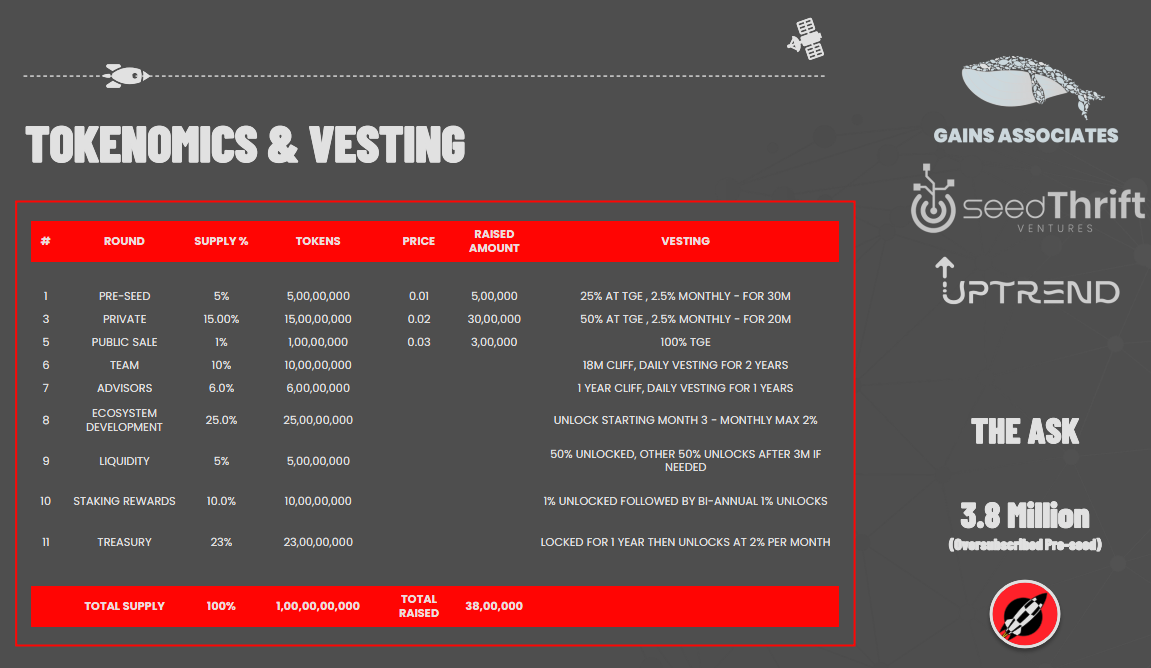 TOKENOMICS & VESTING
# ROUND SUPPLY % TOKENS PRICE RAISED AMOUNT VESTING
1 PRE-SEED 5% 5,00,00,000 0.01 5,00,000 25% AT TGE , 2.5% MONTHLY - FOR 30M
3 PRIVATE 15.00% 15,00,00,000 0.02 30,00,000 50% AT TGE , 2.5% MONTHLY - FOR 20M
5 PUBLIC SALE 1% 1,00,00,000 0.03 3,00,000 100% TGE
6 TEAM 10% 10,00,00,000 18M CLIFF, DAILY VESTING FOR 2 YEARS
7 ADVISORS 6.0% 6,00,00,000 1 YEAR CLIFF, DAILY VESTING FOR 1 YEARS
8 ECOSYSTEM DEVELOPMENT 25.0% 25,00,00,000 UNLOCK STARTING MONTH 3 - MONTHLY MAX 2%
9 LIQUIDITY 5% 5,00,00,000 50% UNLOCKED, OTHER 50% UNLOCKS AFTER 3M IF NEEDED
10 STAKING REWARDS 10.0% 10,00,00,000 1% UNLOCKED FOLLOWED BY BI-ANNUAL 1% UNLOCKS
11 TREASURY 23% 23,00,00,000 LOCKED FOR 1 YEAR THEN UNLOCKS AT 2% PER MONTH
TOTAL SUPPLY 100% 1,00,00,00,000 TOTAL RAISED 38,00,000
GAINS ASSOCIATES
seedThrift
VENTURES
UPTREND
THE ASK
3.8 Million
(Oversubscribed Pre-seed)